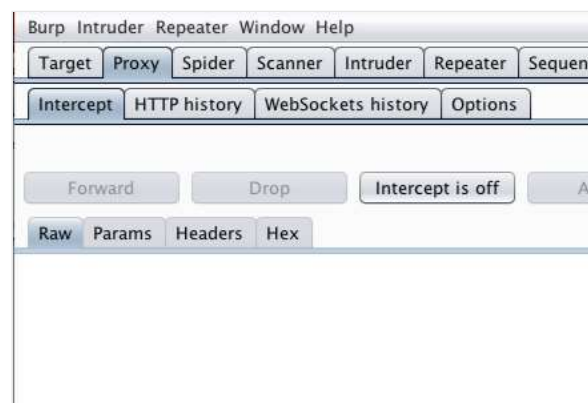 Burp Intruder Repeater Window Help
Target Proxy Spider Scanner Intruder Repeater Sequen
Intercept HTTP history WebSockets history Options
Forward Drop Intercept is off A
Raw Params Headers Hex